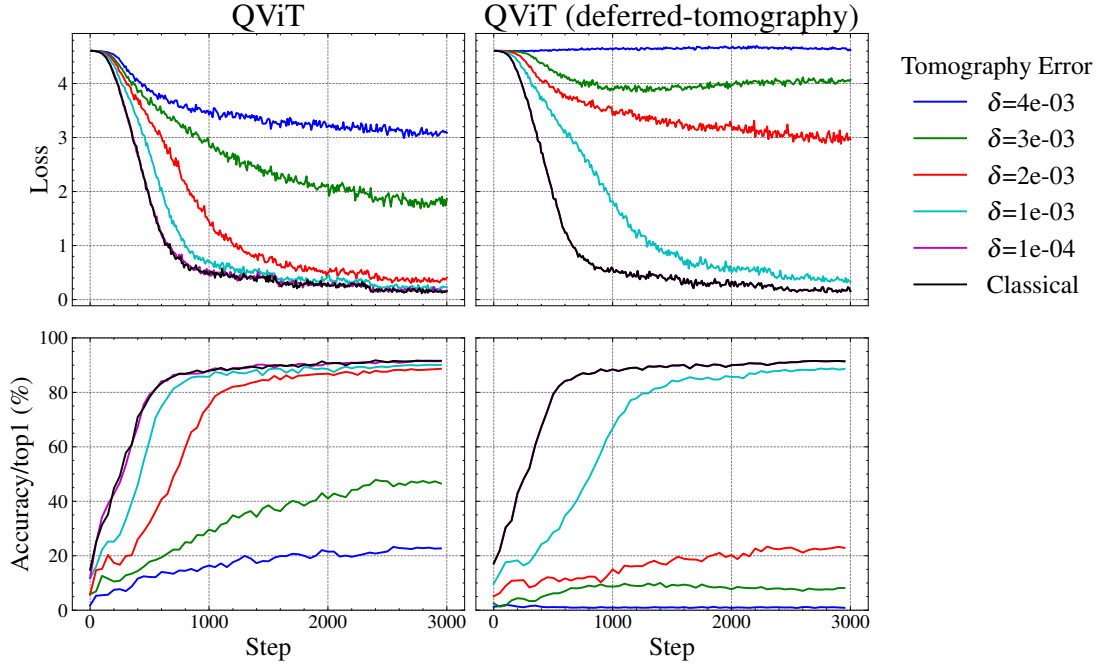 QViT
QViT (deferred-tomography)
Loss
4
3
2
1
0
Tomography Error
δ=4e-03
δ=3e-03
δ=2e-03
δ=1e-03
δ=1e-04
Classical
Accuracy/top1 (%)
100
80
60
40
20
0
0 1000 2000 3000
Step
0 1000 2000 3000
Step